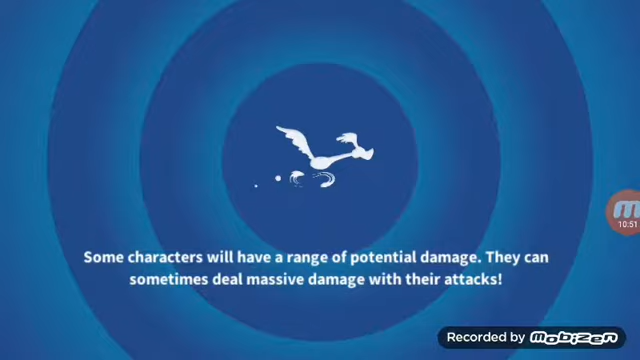 Some characters will have a range of potential damage. They can
sometimes deal massive damage with their attacks!
10:51
Recorded by mobizen